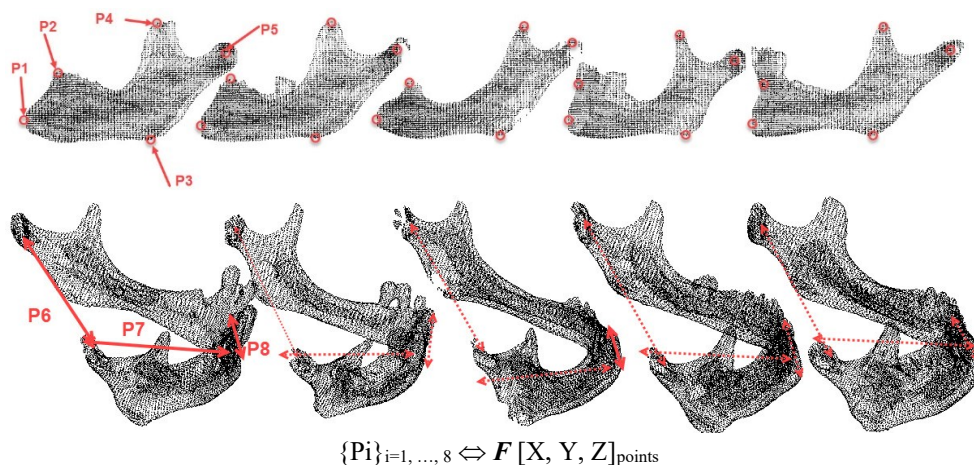 P4
P2
P5
P1
P3
P6
P7
P8
{Pi}i=1, ..., 8 ⇔ F [X, Y, Z]points